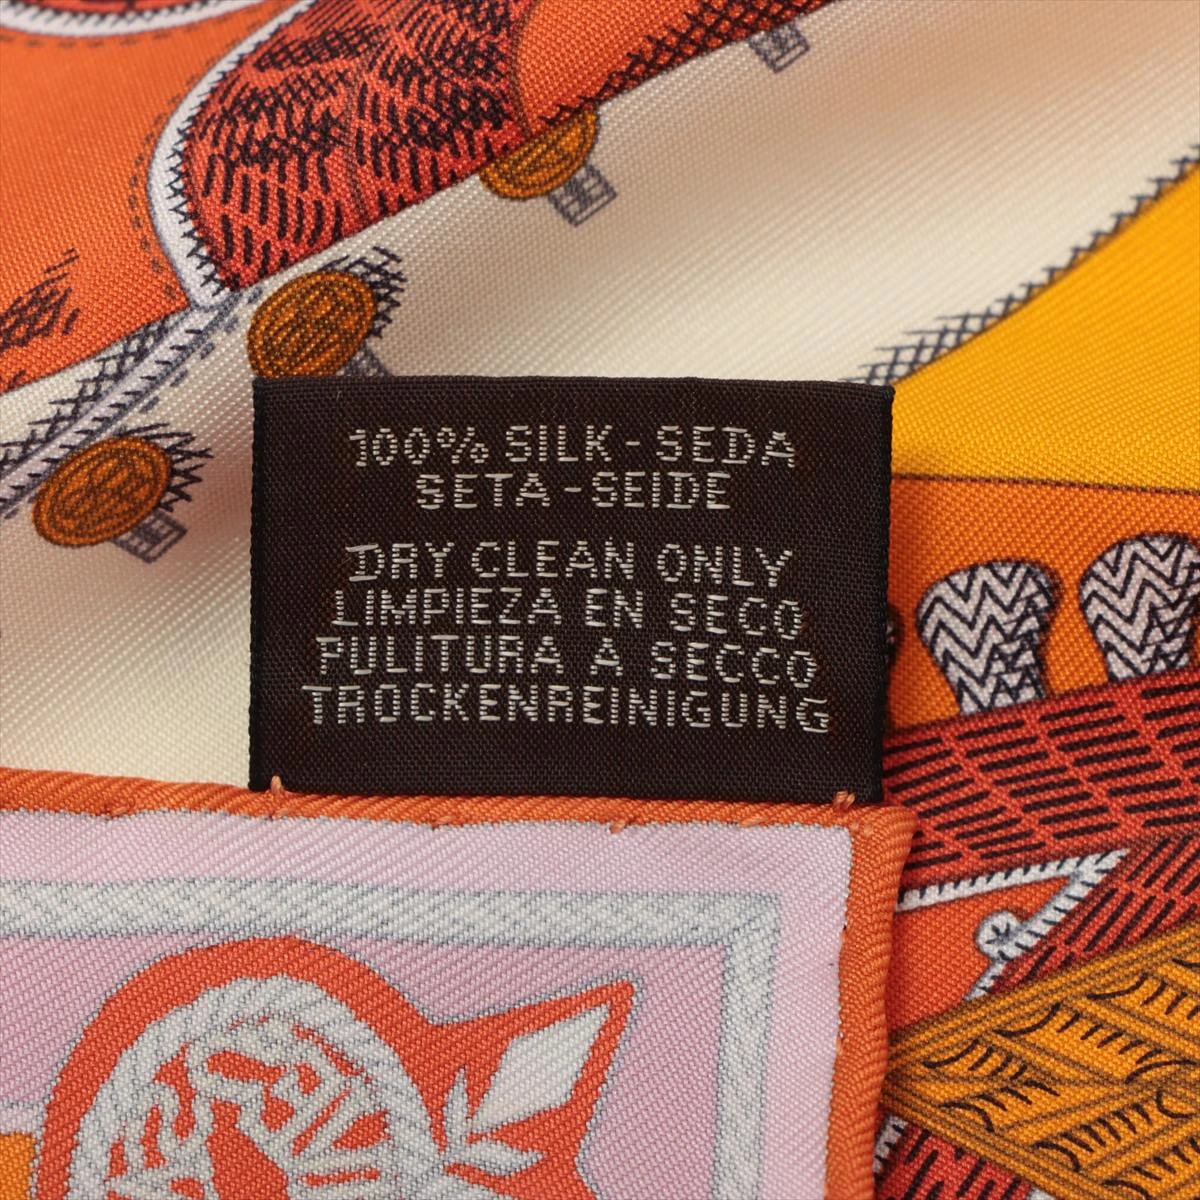 100% SILK - SEDA
SETA - SEIDE
DRY CLEAN ONLY
LIMPIEZA EN SECO
PULITURA A SECCO
TROCKENREINIGUNG